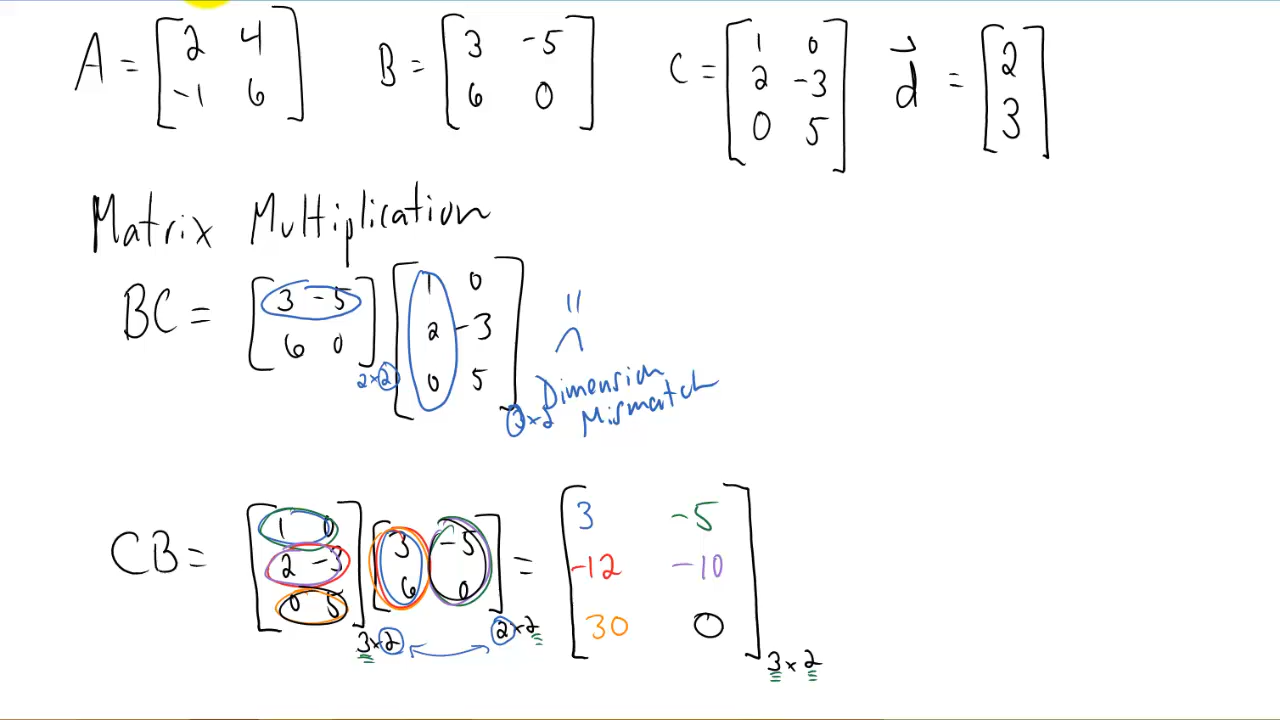 A = [2 4; -1 6] B = [3 -5; 6 0] C = [1 0; 2 -3; 0 5] d⃗ = [2; 3]
Matrix Multiplication
BC = [3 -5; 6 0] 2×2 [1 0; 2 -3; 0 5] 3×2
Dimension
Mismatch
CB = [1 0; 2 -3; 0 5] 3×2 [3 -5; 6 0] 2×2 = [3 -5; -12 -10; 30 0] 3×2